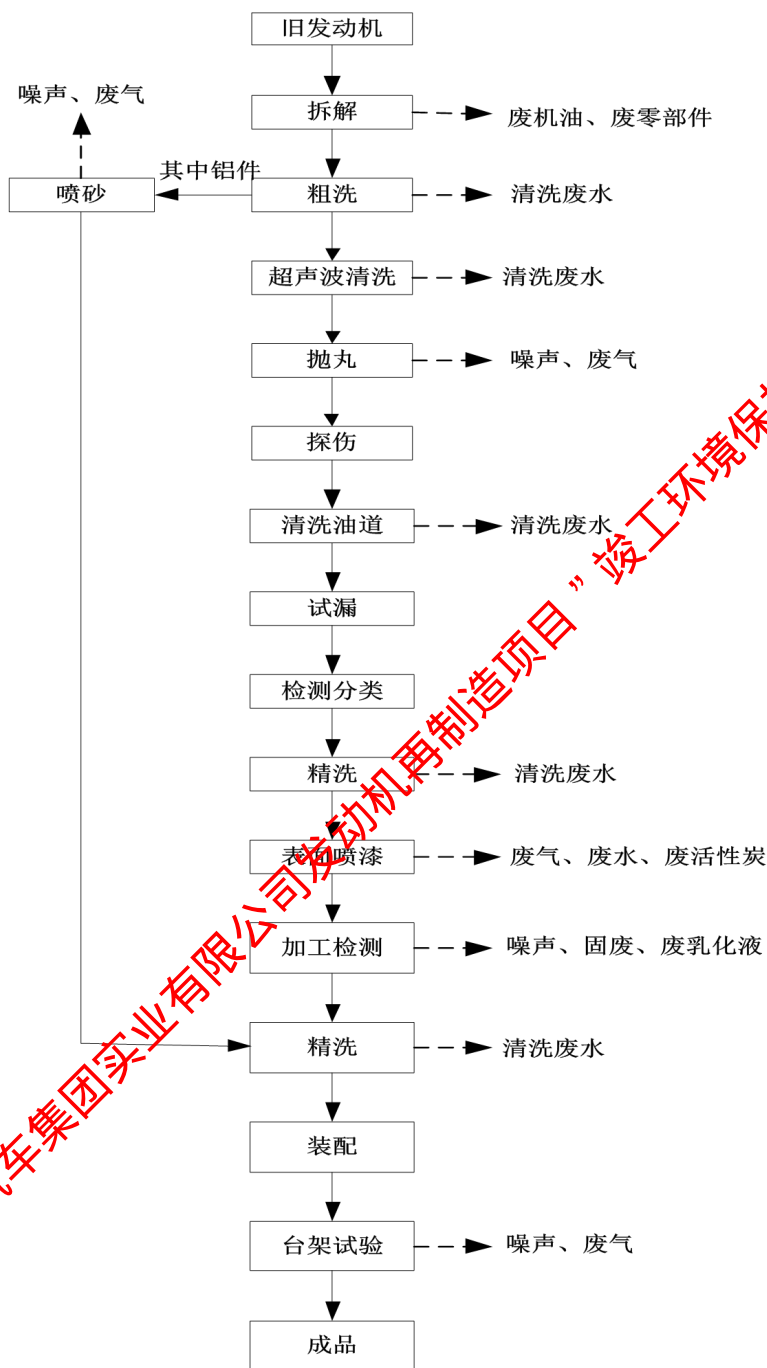 旧发动机
噪声、废气
拆解
废机油、废零部件
其中铝件
喷砂
粗洗
清洗废水
超声波清洗
清洗废水
抛丸
噪声、废气
探伤
清洗油道
清洗废水
试漏
检测分类
精洗
清洗废水
表面喷漆
废气、废水、废活性炭
加工检测
噪声、固废、废乳化液
精洗
清洗废水
装配
台架试验
噪声、废气
成品
汽车集团实业有限公司发动机再制造项目”竣工环境保